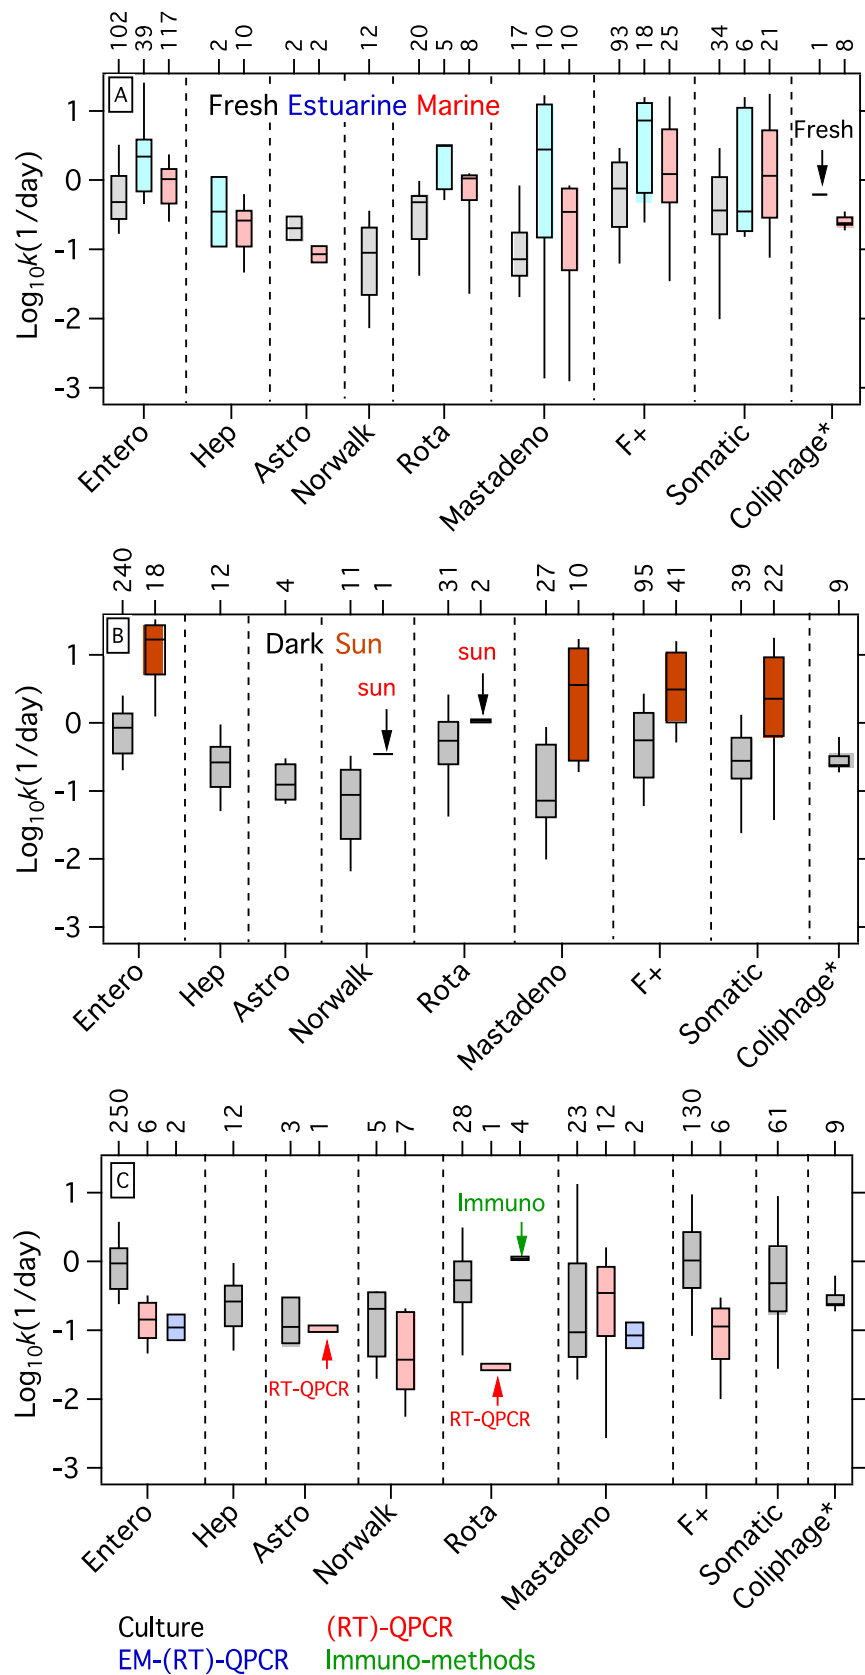 102 39 117 2 10 2 2 12 20 5 8 17 10 10 93 18 25 34 6 21 1 8
A
Fresh Estuarine Marine
Fresh
Log10k(1/day)
1
0
-1
-2
-3
Entero Hep Astro Norwalk Rota Mastadeno F+ Somatic Coliphage*
240 18 12 4 11 1 31 2 27 10 95 41 39 22 9
B
Dark Sun
sun
sun
Log10k(1/day)
1
0
-1
-2
-3
Entero Hep Astro Norwalk Rota Mastadeno F+ Somatic Coliphage*
250 6 2 12 3 1 5 7 28 1 4 23 12 2 130 6 61 9
C
Immuno
RT-QPCR
RT-QPCR
Log10k(1/day)
1
0
-1
-2
-3
Entero Hep Astro Norwalk Rota Mastadeno F+ Somatic Coliphage*
Culture (RT)-QPCR
EM-(RT)-QPCR Immuno-methods